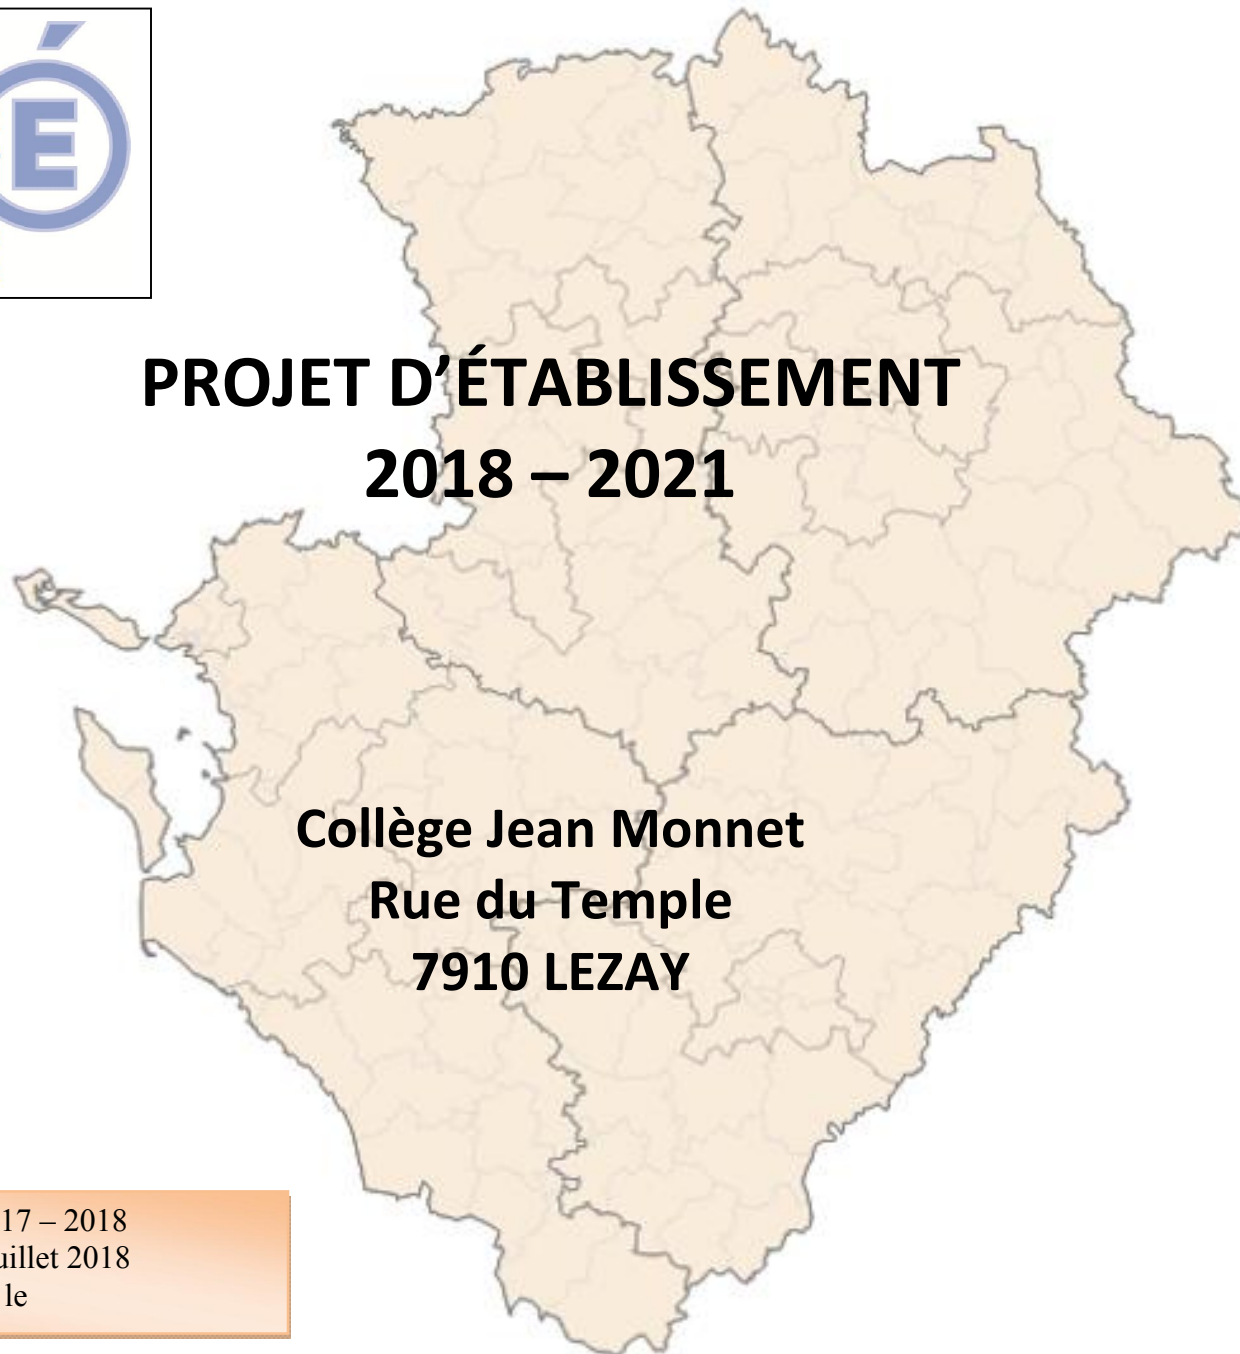 É
E
PROJET D’ÉTABLISSEMENT
2018 – 2021
Collège Jean Monnet
Rue du Temple
7910 LEZAY
17 – 2018
uillet 2018
le